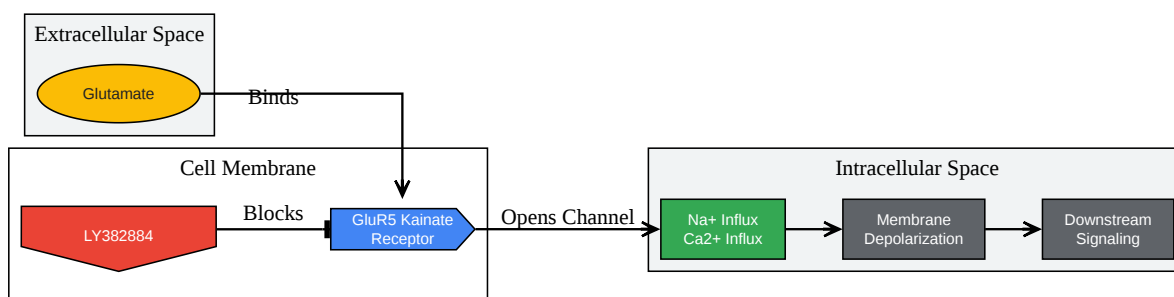 Extracellular Space
Glutamate
Binds
Cell Membrane
LY382884
Blocks
GluR5 Kainate
Receptor
Opens Channel
Intracellular Space
Na+ Influx
Ca2+ Influx
Membrane
Depolarization
Downstream
Signaling